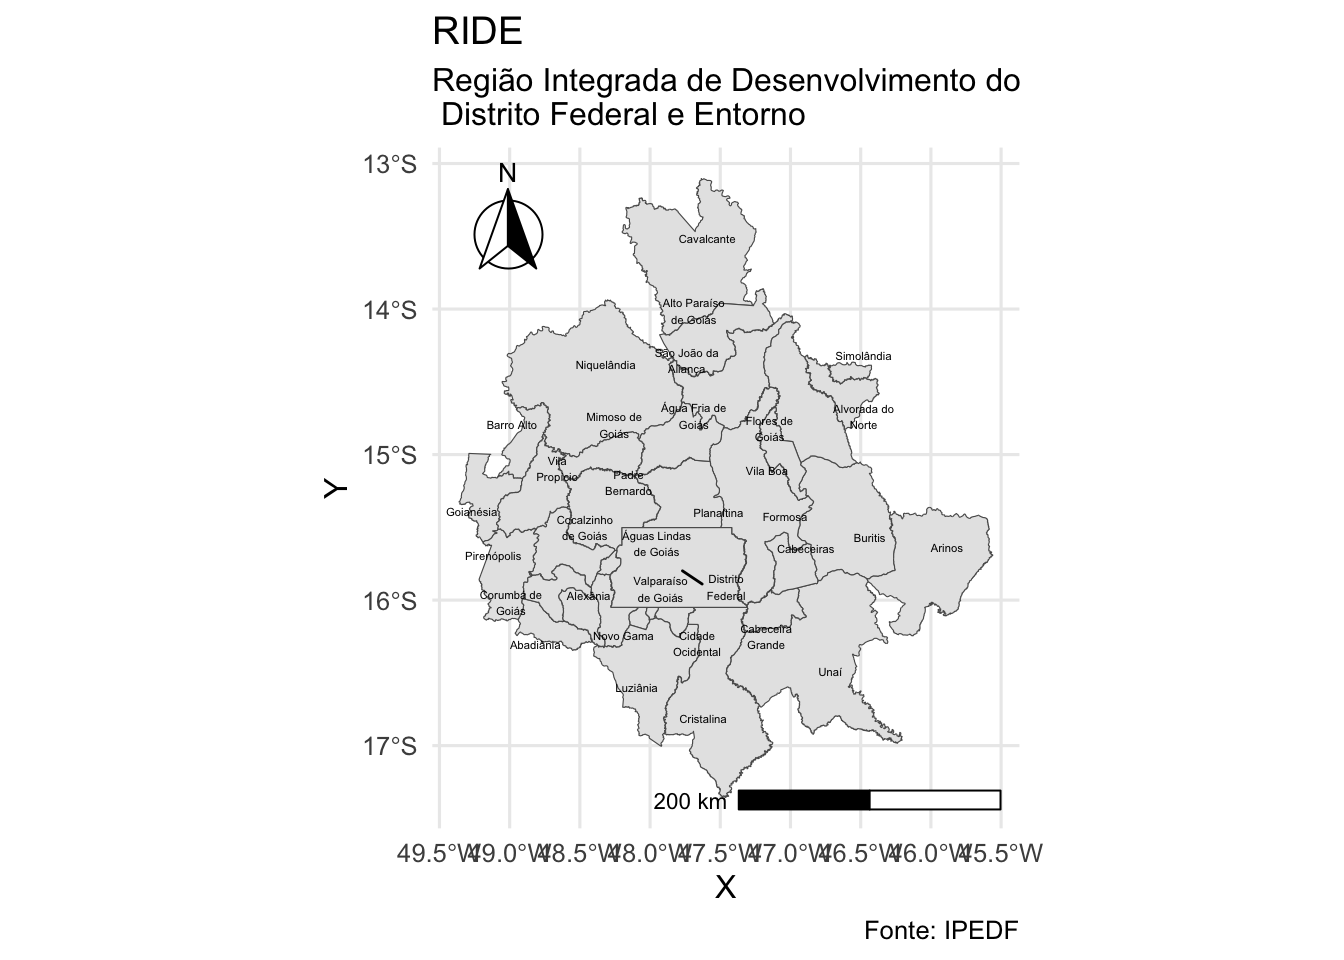 RIDE
Região Integrada de Desenvolvimento do
Distrito Federal e Entorno
13°S
14°S
15°S
16°S
17°S
Y
N
Cavalcante
Alto Paraíso
de Goiás
São João da
Aliança
Simolândia
Niquelândia
Água Fria de
Goiás
Alvorada do
Norte
Mimoso de
Goiás
Flores de
Goiás
Barro Alto
Vila
Propício
Vila Boa
Padre
Bernardo
Goianésia
Planaltina
Formosa
Cocalzinho
de Goiás
Águas Lindas
de Goiás
Buritis
Cabeceiras
Arinos
Pirenópolis
Valparaíso
de Goiás
Distrito
Federal
Corumbá de
Goiás
Alexânia
Abadiânia
Novo Gama
Cidade
Ocidental
Cabeceira
Grande
Unaí
Luziânia
Cristalina
200 km
49.5°W
49.0°W
48.5°W
48.0°W
47.5°W
47.0°W
46.5°W
46.0°W
45.5°W
X
Fonte: IPEDF